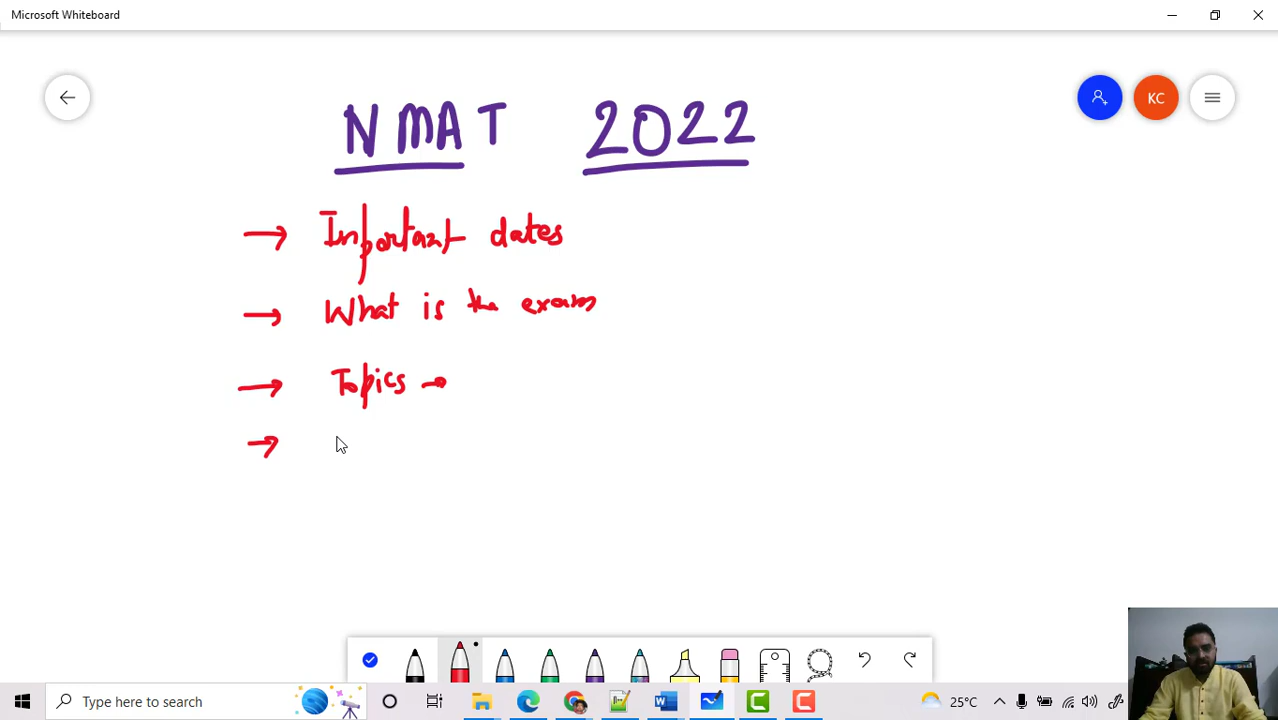 Microsoft Whiteboard
KC
NMAT 2022
→ Important dates
→ What is the exam
→ Topics →
→
Type here to search
25°C